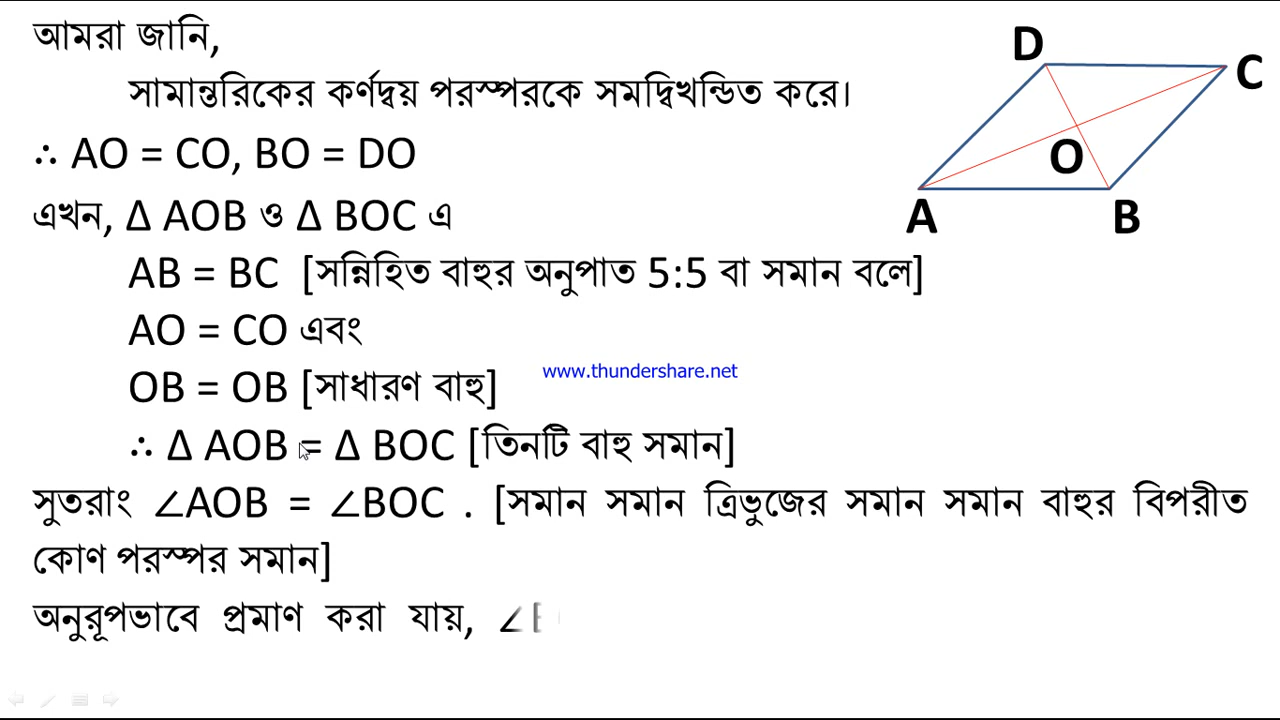 আমরা জানি,
সামান্তরিকের কর্ণদ্বয় পরস্পরকে সমদ্বিখন্ডিত করে।
∴ AO = CO, BO = DO
এখন, Δ AOB ও Δ BOC এ
AB = BC [সন্নিহিত বাহুর অনুপাত 5:5 বা সমান বলে]
AO = CO এবং
OB = OB [সাধারণ বাহু]
∴ Δ AOB = Δ BOC [তিনটি বাহু সমান]
সুতরাং ∠AOB = ∠BOC . [সমান সমান ত্রিভুজের সমান সমান বাহুর বিপরীত
কোণ পরস্পর সমান]
অনুরূপভাবে প্রমাণ করা যায়, ∠
D
C
O
A
B
www.thundershare.net